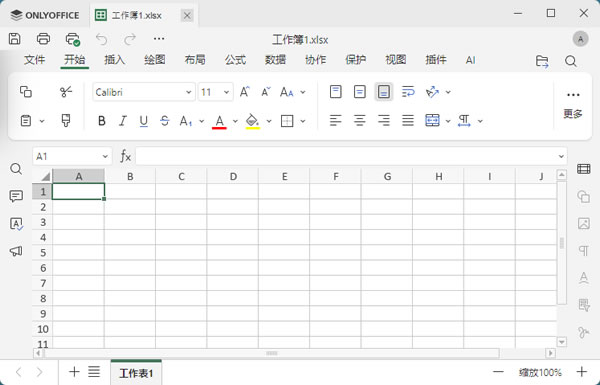 ONLYOFFICE 工作簿1.xlsx
工作簿1.xlsx A
文件 开始 插入 绘图 布局 公式 数据 协作 保护 视图 插件 AI
Calibri 11 A A AA
B I U S A1 A 更多
A1 fx
A B C D E F G H I J
1
2
3
4
5
6
7
8
9
10
11
工作表1 缩放100%